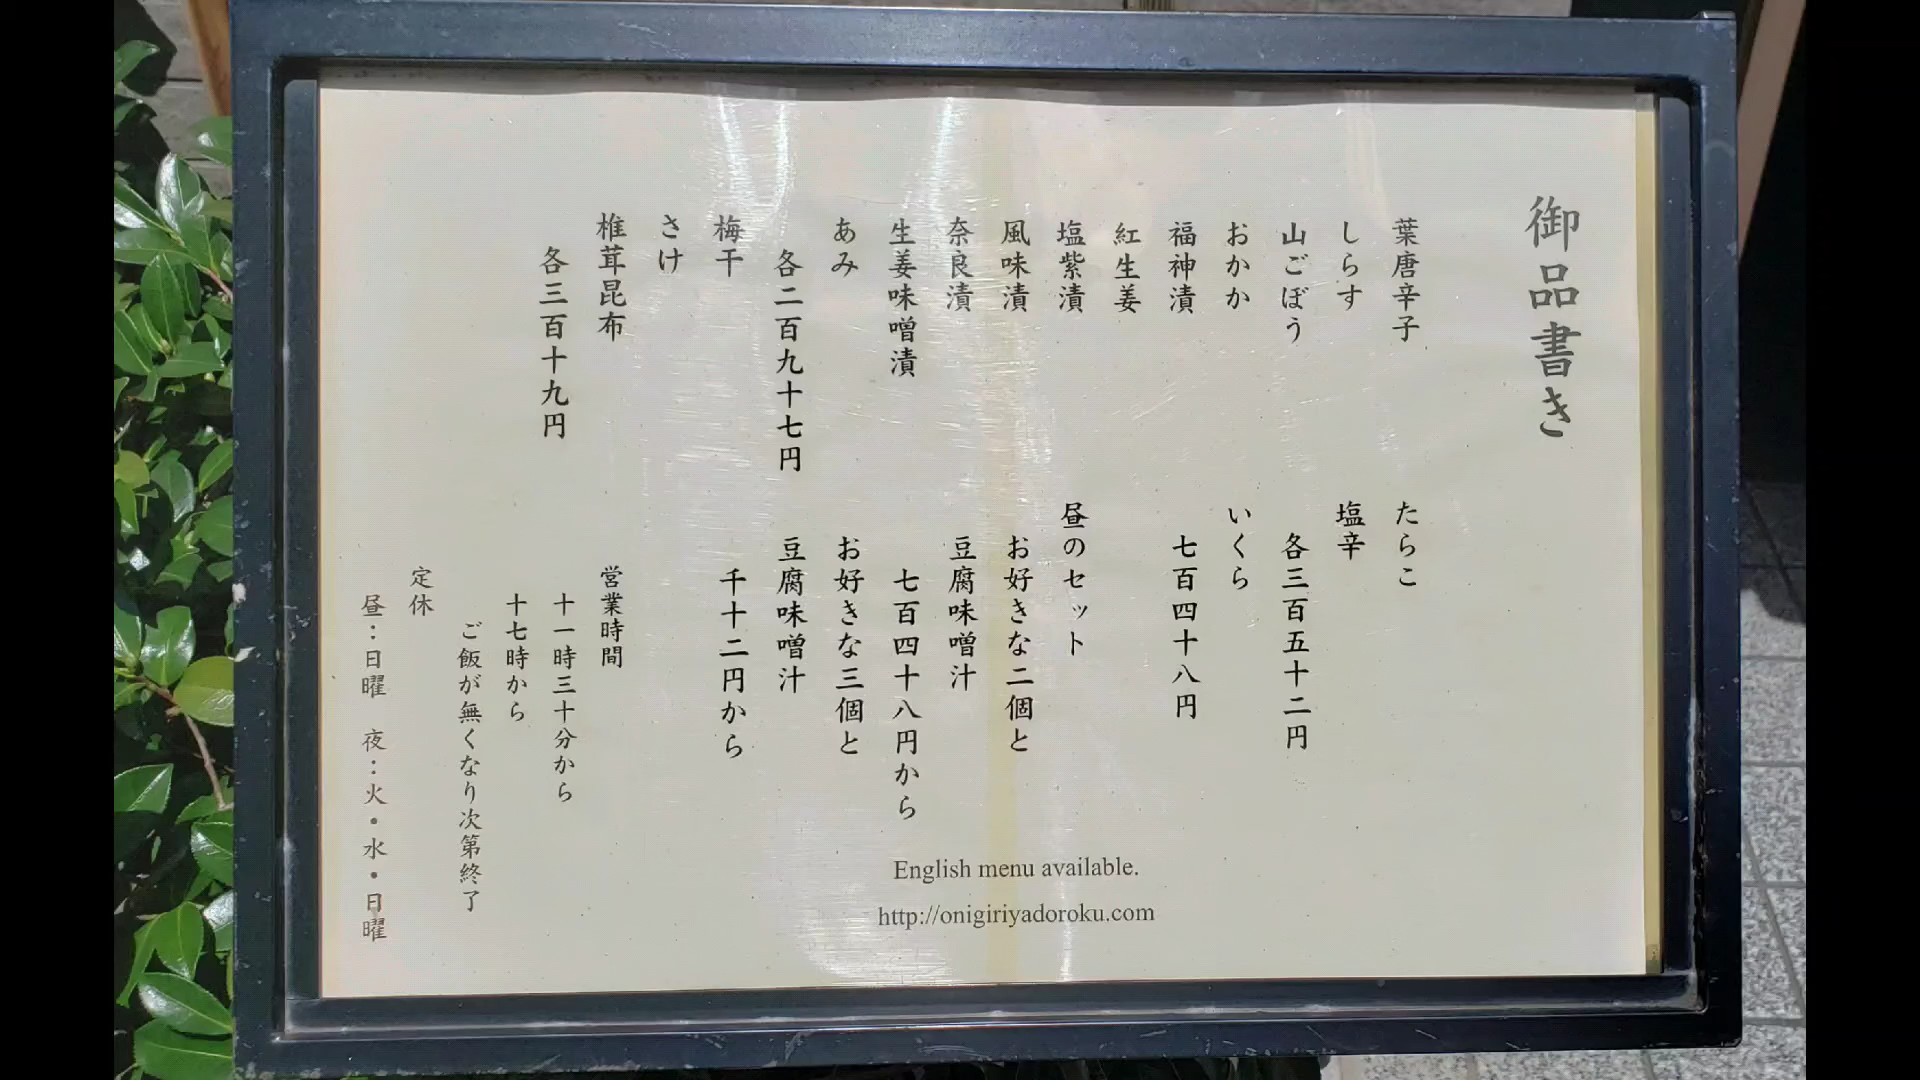 御品書き
葉唐辛子
しらす
山ごぼう
おかか
福神漬
紅生姜
塩紫漬
風味漬
奈良漬
生姜味噌漬
あみ
各二百九十七円
梅干
さけ
椎茸昆布
各三百十九円
たらこ
塩辛
各三百五十二円
いくら
七百四十八円
昼のセット
お好きな二個と
豆腐味噌汁
七百四十八円から
お好きな三個と
豆腐味噌汁
千十二円から
営業時間
十一時三十分から
十七時から
ご飯が無くなり次第終了
定休
昼：日曜　夜：火・水・日曜
English menu available.
http://onigiriyadoroku.com